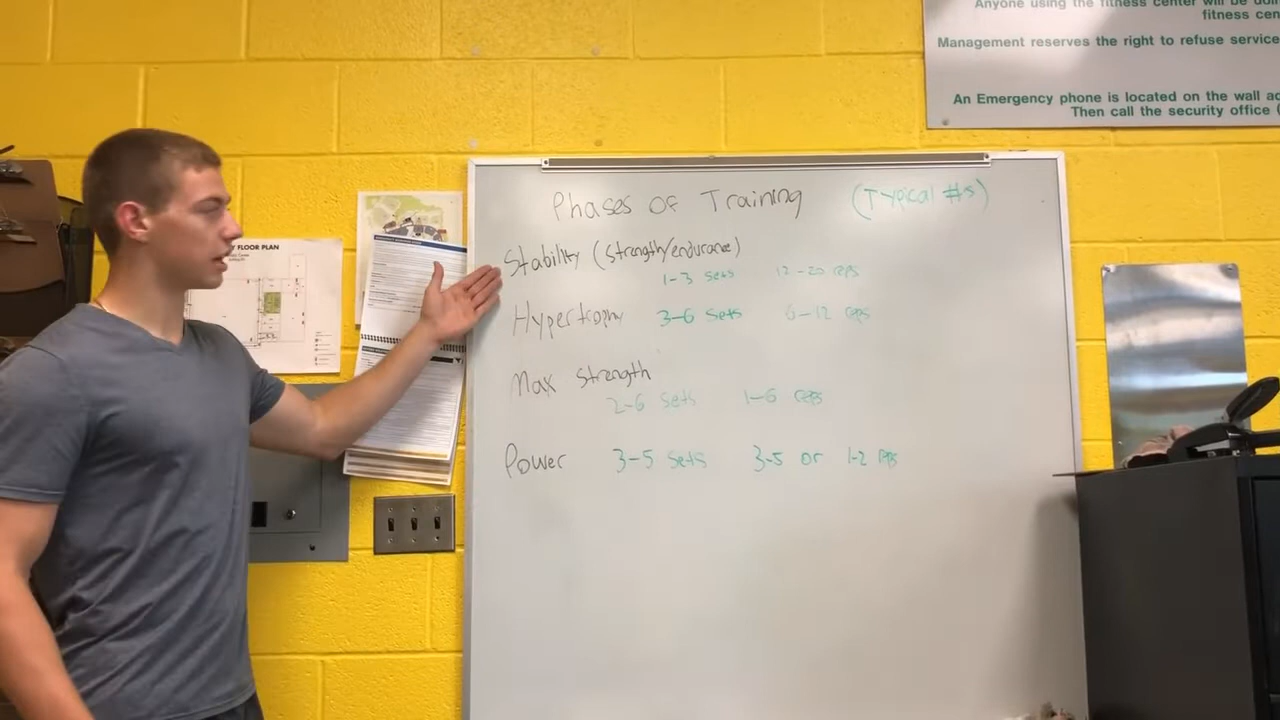 Anyone using the fitness center will be doin
fitness cen
Management reserves the right to refuse service
An Emergency phone is located on the wall ad
Then call the security office (
Phases of Training (Typical #s)
Stability (Strength/endurance)
1-3 Sets 12-20 reps
Hypertrophy 3-6 Sets 6-12 reps
Max Strength
2-6 Sets 1-6 reps
Power 3-5 Sets 3-5 or 1-2 reps
FLOOR PLAN